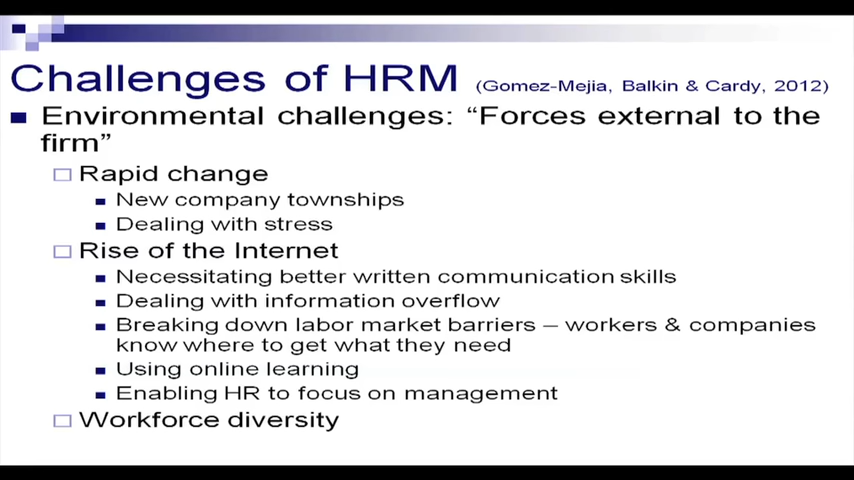 Challenges of HRM (Gomez-Mejia, Balkin & Cardy, 2012)
Environmental challenges: “Forces external to the
firm”
Rapid change
New company townships
Dealing with stress
Rise of the Internet
Necessitating better written communication skills
Dealing with information overflow
Breaking down labor market barriers – workers & companies
know where to get what they need
Using online learning
Enabling HR to focus on management
Workforce diversity